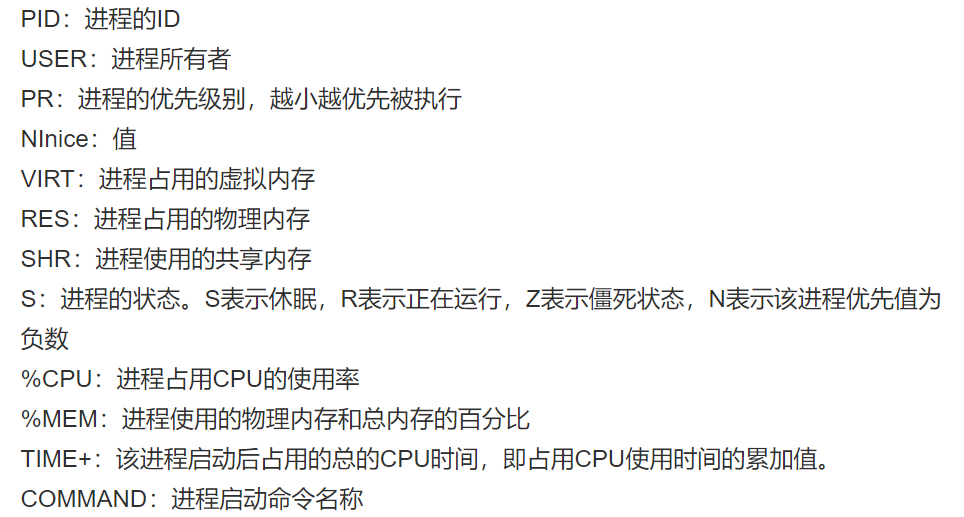 PID：进程的ID
USER：进程所有者
PR：进程的优先级别，越小越优先被执行
NInice：值
VIRT：进程占用的虚拟内存
RES：进程占用的物理内存
SHR：进程使用的共享内存
S：进程的状态。S表示休眠，R表示正在运行，Z表示僵死状态，N表示该进程优先值为
负数
%CPU：进程占用CPU的使用率
%MEM：进程使用的物理内存和总内存的百分比
TIME+：该进程启动后占用的总的CPU时间，即占用CPU使用时间的累加值。
COMMAND：进程启动命令名称